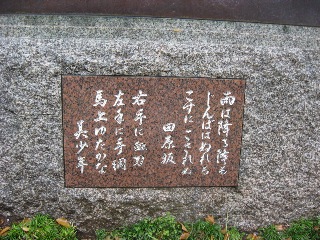 雨は降る降る
じんばはぬれる
こすにこされぬ
田原坂
右手に血刀
左手に手綱
馬上ゆたかな
美少年